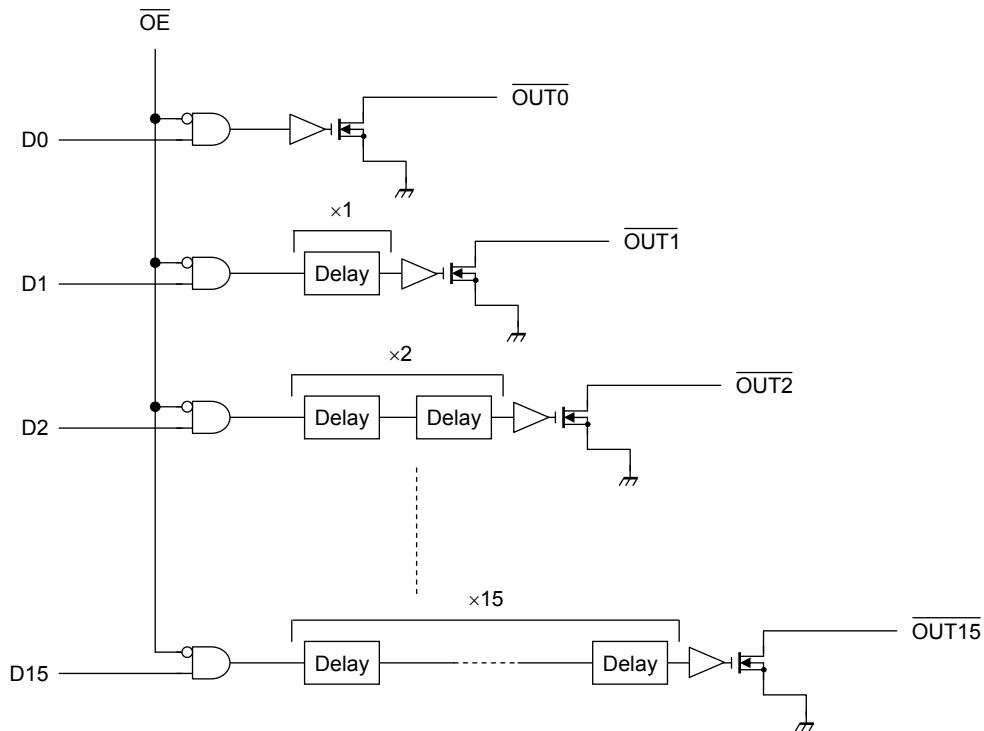 OE
OUT0
D0
×1
OUT1
Delay
D1
×2
OUT2
Delay Delay
D2
×15
OUT15
Delay Delay
D15